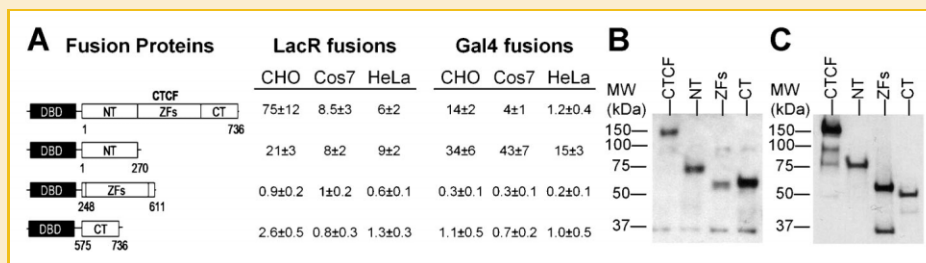 A Fusion Proteins LacR fusions Gal4 fusions
CHO Cos7 HeLa CHO Cos7 HeLa
CTCF
DBD NT ZFs CT 75±12 8.5±3 6±2 14±2 4±1 1.2±0.4
1 736
DBD NT 21±3 8±2 9±2 34±6 43±7 15±3
1 270
DBD ZFs 0.9±0.2 1±0.2 0.6±0.1 0.3±0.1 0.3±0.1 0.2±0.1
248 611
DBD CT 2.6±0.5 0.8±0.3 1.3±0.3 1.1±0.5 0.7±0.2 1.0±0.5
575 736
B
CTCF
NT
ZFs
CT
MW
(kDa)
150
100
75
50
37
C
CTCF
NT
ZFs
CT
MW
(kDa)
150
100
75
50
37